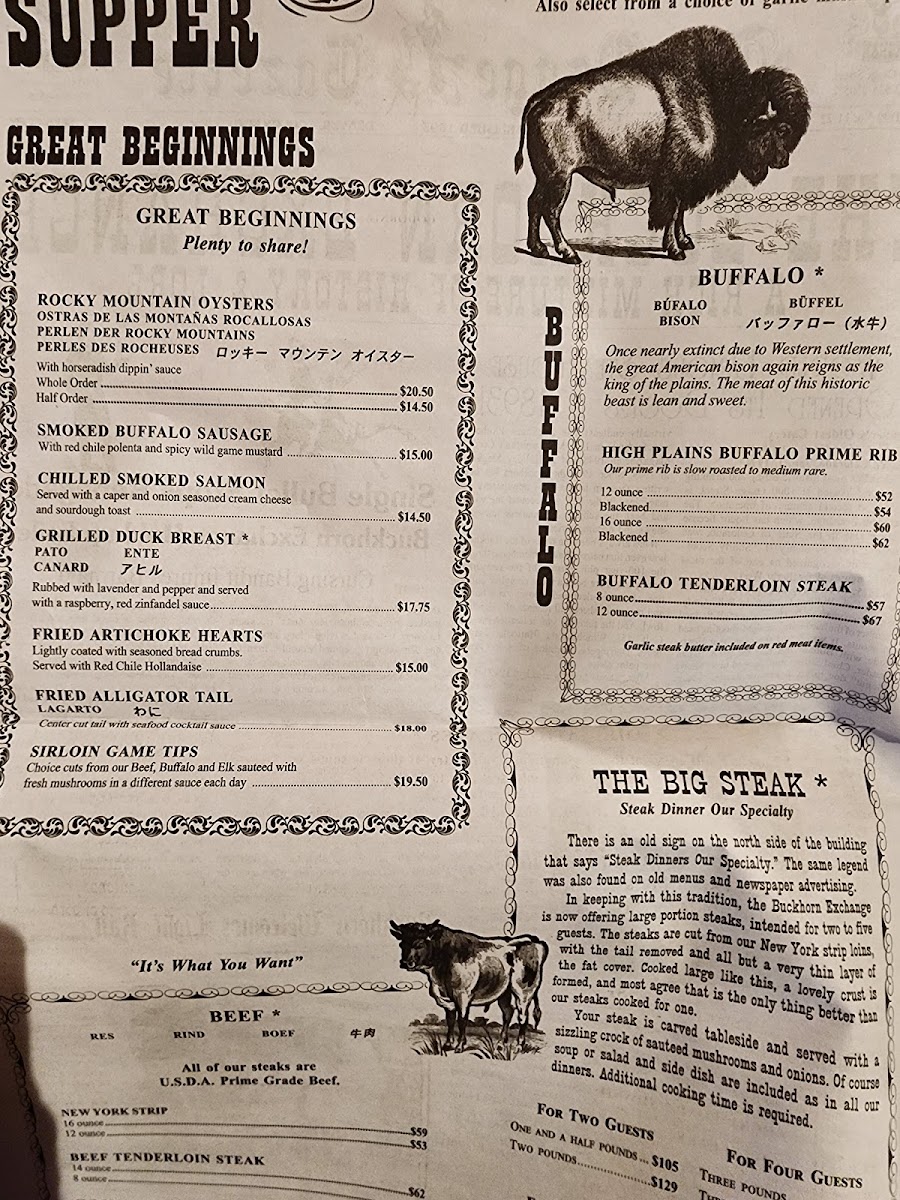 SUPPER
Also select from a choice of
GREAT BEGINNINGS
GREAT BEGINNINGS
Plenty to share!
ROCKY MOUNTAIN OYSTERS
OSTRAS DE LAS MONTAÑAS ROCALLOSAS
PERLEN DER ROCKY MOUNTAINS
PERLES DES ROCHEUSES ロッキー マウンテン オイスター
With horseradish dippin' sauce
Whole Order ........ $20.50
Half Order ........ $14.50
SMOKED BUFFALO SAUSAGE
With red chile polenta and spicy wild game mustard ........ $15.00
CHILLED SMOKED SALMON
Served with a caper and onion seasoned cream cheese
and sourdough toast ........ $14.50
GRILLED DUCK BREAST *
PATO ENTE
CANARD アヒル
Rubbed with lavender and pepper and served
with a raspberry, red zinfandel sauce ........ $17.75
FRIED ARTICHOKE HEARTS
Lightly coated with seasoned bread crumbs.
Served with Red Chile Hollandaise ........ $15.00
FRIED ALLIGATOR TAIL
LAGARTO わに
Center cut tail with seafood cocktail sauce ........ $18.00
SIRLOIN GAME TIPS
Choice cuts from our Beef, Buffalo and Elk sauteed with
fresh mushrooms in a different sauce each day ........ $19.50
BUFFALO
BUFFALO *
BÚFALO BÜFFEL
BISON バッファロー (水牛)
Once nearly extinct due to Western settlement,
the great American bison again reigns as the
king of the plains. The meat of this historic
beast is lean and sweet.
HIGH PLAINS BUFFALO PRIME RIB
Our prime rib is slow roasted to medium rare.
12 ounce ........ $52
Blackened ........ $54
16 ounce ........ $60
Blackened ........ $62
BUFFALO TENDERLOIN STEAK
8 ounce ........ $57
12 ounce ........ $67
Garlic steak butter included on red meat items.
THE BIG STEAK *
Steak Dinner Our Specialty
There is an old sign on the north side of the building
that says “Steak Dinners Our Specialty.” The same legend
was also found on old menus and newspaper advertising.
In keeping with this tradition, the Buckhorn Exchange
is now offering large portion steaks, intended for two to five
guests. The steaks are cut from our New York strip loins,
with the tail removed and all but a very thin layer of
the fat cover. Cooked large like this, a lovely crust is
formed, and most agree that is the only thing better than
our steaks cooked for one.
Your steak is carved tableside and served with a
sizzling crock of sauteed mushrooms and onions. Of course
soup or salad and side dish are included as in all our
dinners. Additional cooking time is required.
FOR TWO GUESTS
ONE AND A HALF POUNDS ... $105
TWO POUNDS ........ $129
FOR FOUR GUESTS
THREE POUNDS
“It's What You Want”
BEEF *
RES RIND BOEF 牛肉
All of our steaks are
U.S.D.A. Prime Grade Beef.
NEW YORK STRIP
16 ounce ........ $59
12 ounce ........ $53
BEEF TENDERLOIN STEAK
14 ounce ........ $62
8 ounce